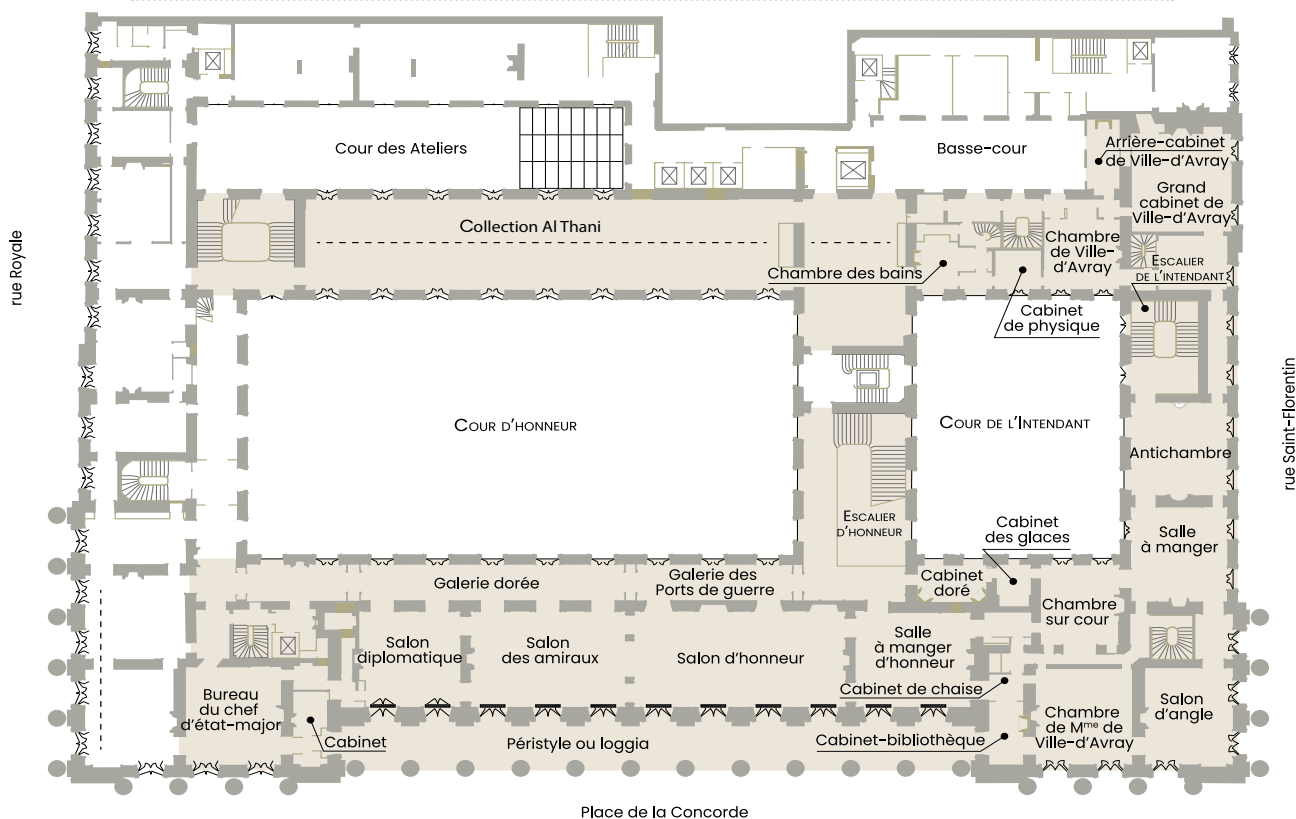 Cour des Ateliers
Basse-cour
Arrière-cabinet
de Ville-d'Avray
Grand
cabinet de
Ville-d'Avray
Collection Al Thani
Chambre
de Ville-
d'Avray
Chambre des bains
Escalier
de l'intendant
Cabinet
de physique
rue Royale
rue Saint-Florentin
Cour d'honneur
Cour de l'Intendant
Antichambre
Escalier
d'honneur
Cabinet
des glaces
Salle
à manger
Galerie dorée
Galerie des
Ports de guerre
Cabinet
doré
Chambre
sur cour
Salon
diplomatique
Salon
des amiraux
Salon d'honneur
Salle
à manger
d'honneur
Cabinet de chaise
Bureau
du chef
d'état-major
Cabinet
Péristyle ou loggia
Cabinet-bibliothèque
Chambre
de Mme de
Ville-d'Avray
Salon
d'angle
Place de la Concorde